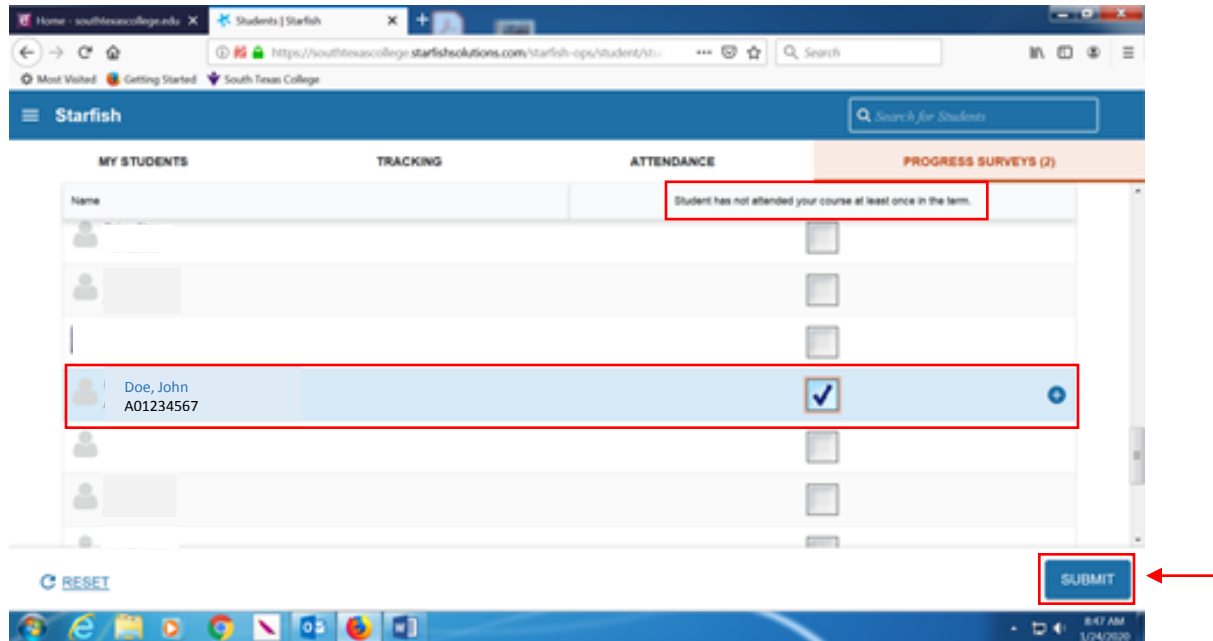 Home - southtexascollege.edu
Students | Starfish
https://southtexascollege.starfishsolutions.com/starfish-ops/student/stu
Search
Most Visited Getting Started South Texas College
Starfish
Search for Students
MY STUDENTS TRACKING ATTENDANCE PROGRESS SURVEYS (2)
Name Student has not attended your course at least once in the term.
Doe, John
A01234567
RESET SUBMIT
8:47 AM
1/24/2020